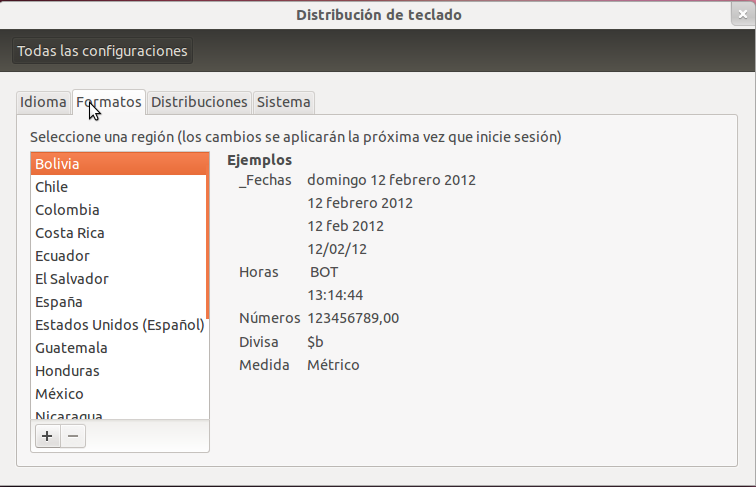 Distribución de teclado
Todas las configuraciones
Idioma Formatos Distribuciones Sistema
Seleccione una región (los cambios se aplicarán la próxima vez que inicie sesión)
Bolivia
Chile
Colombia
Costa Rica
Ecuador
El Salvador
España
Estados Unidos (Español)
Guatemala
Honduras
México
Nicaragua
Ejemplos
_Fechas domingo 12 febrero 2012
12 febrero 2012
12 feb 2012
12/02/12
Horas BOT
13:14:44
Números 123456789,00
Divisa $b
Medida Métrico